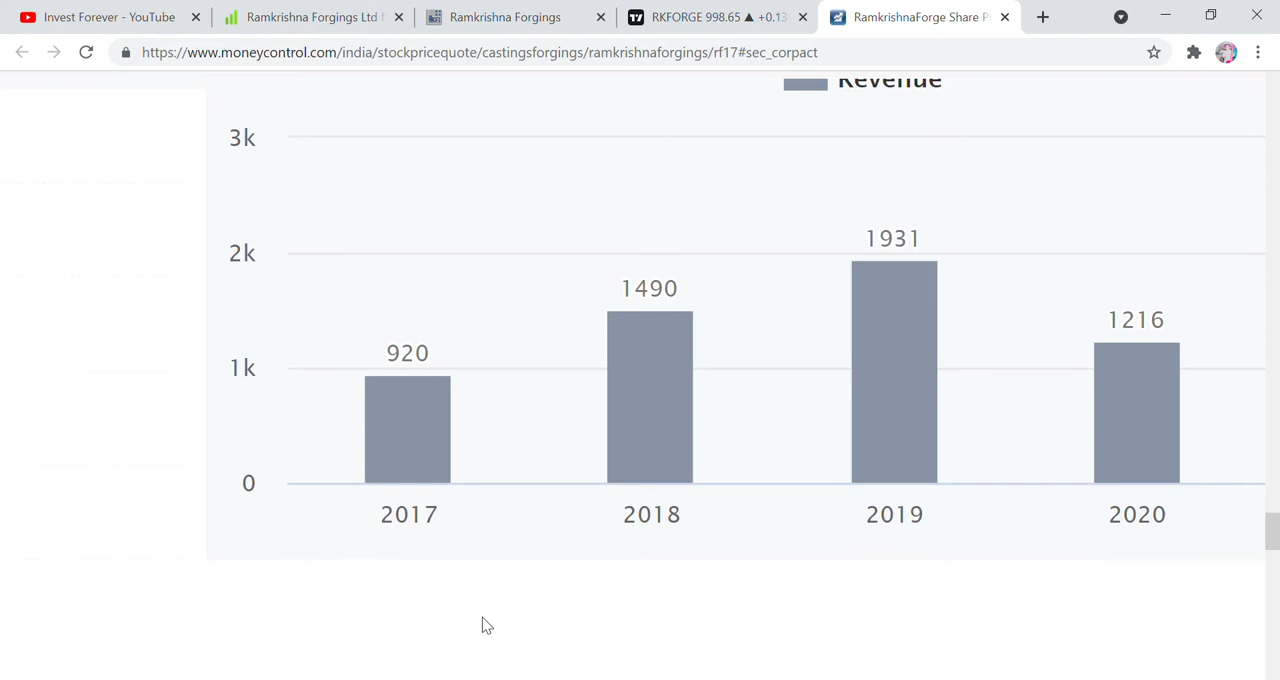 Invest Forever - YouTube
Ramkrishna Forgings Ltd
Ramkrishna Forgings
RKFORGE 998.65 ▲ +0.13
RamkrishnaForge Share P
https://www.moneycontrol.com/india/stockpricequote/castingsforgings/ramkrishnaforgings/rf17#sec_corpact
Revenue
3k
2k
1k
0
920
1490
1931
1216
2017
2018
2019
2020